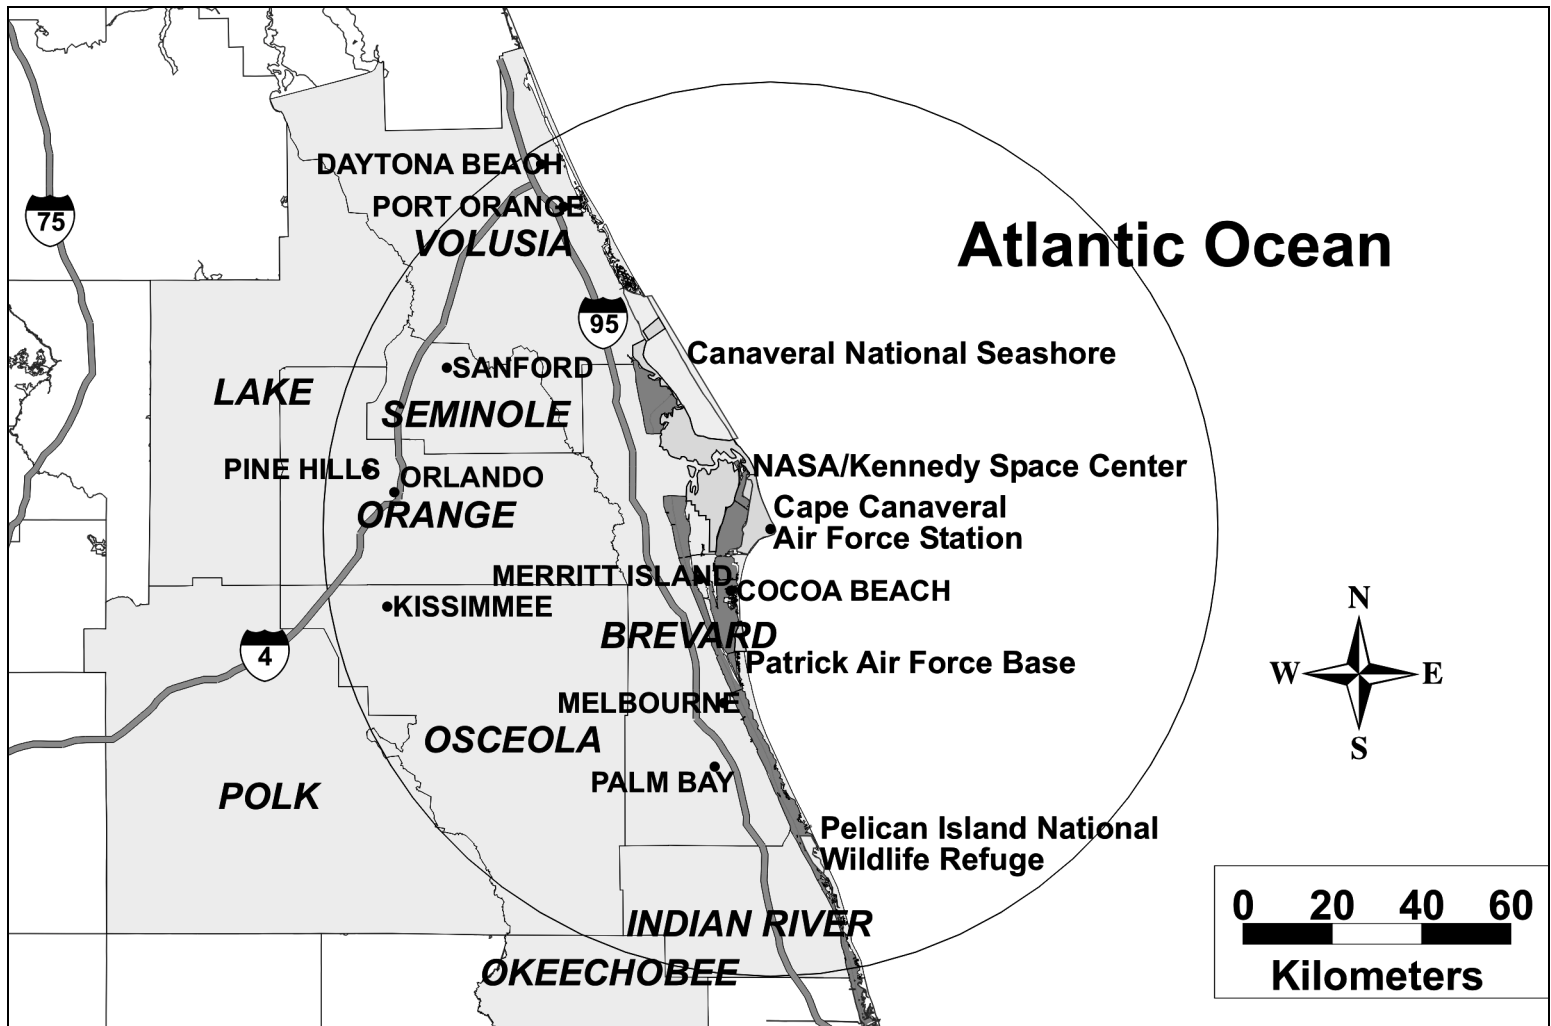 DAYTONA BEACH
PORT ORANGE
75
VOLUSIA
Atlantic Ocean
95
Canaveral National Seashore
SANFORD
LAKE
SEMINOLE
PINE HILLS
ORLANDO
NASA/Kennedy Space Center
ORANGE
Cape Canaveral
Air Force Station
MERRITT ISLAND
COCOA BEACH
KISSIMMEE
N
BREVARD
4
Patrick Air Force Base
W
E
MELBOURNE
OSCEOLA
S
PALM BAY
POLK
Pelican Island National
Wildlife Refuge
INDIAN RIVER
OKEECHOBEE
0 20 40 60
Kilometers